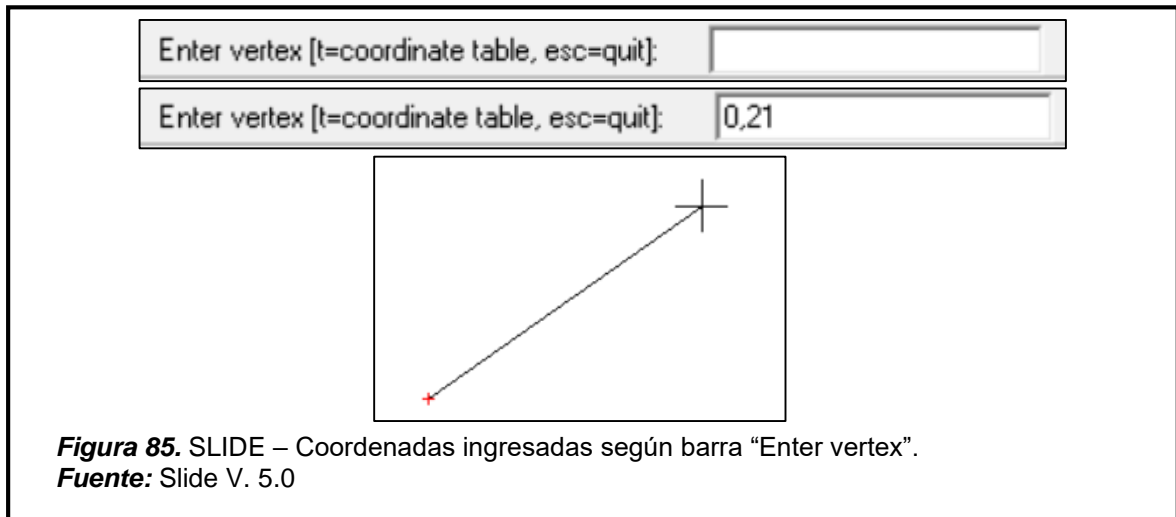 Enter vertex [t=coordinate table, esc=quit]:
Enter vertex [t=coordinate table, esc=quit]: 0,21
Figura 85. SLIDE – Coordenadas ingresadas según barra “Enter vertex”.
Fuente: Slide V. 5.0